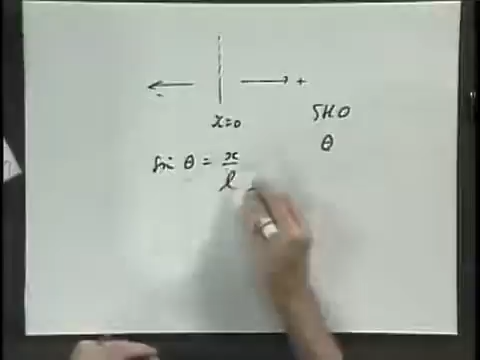 - +
x=0
SHO
θ
sin θ = x/l